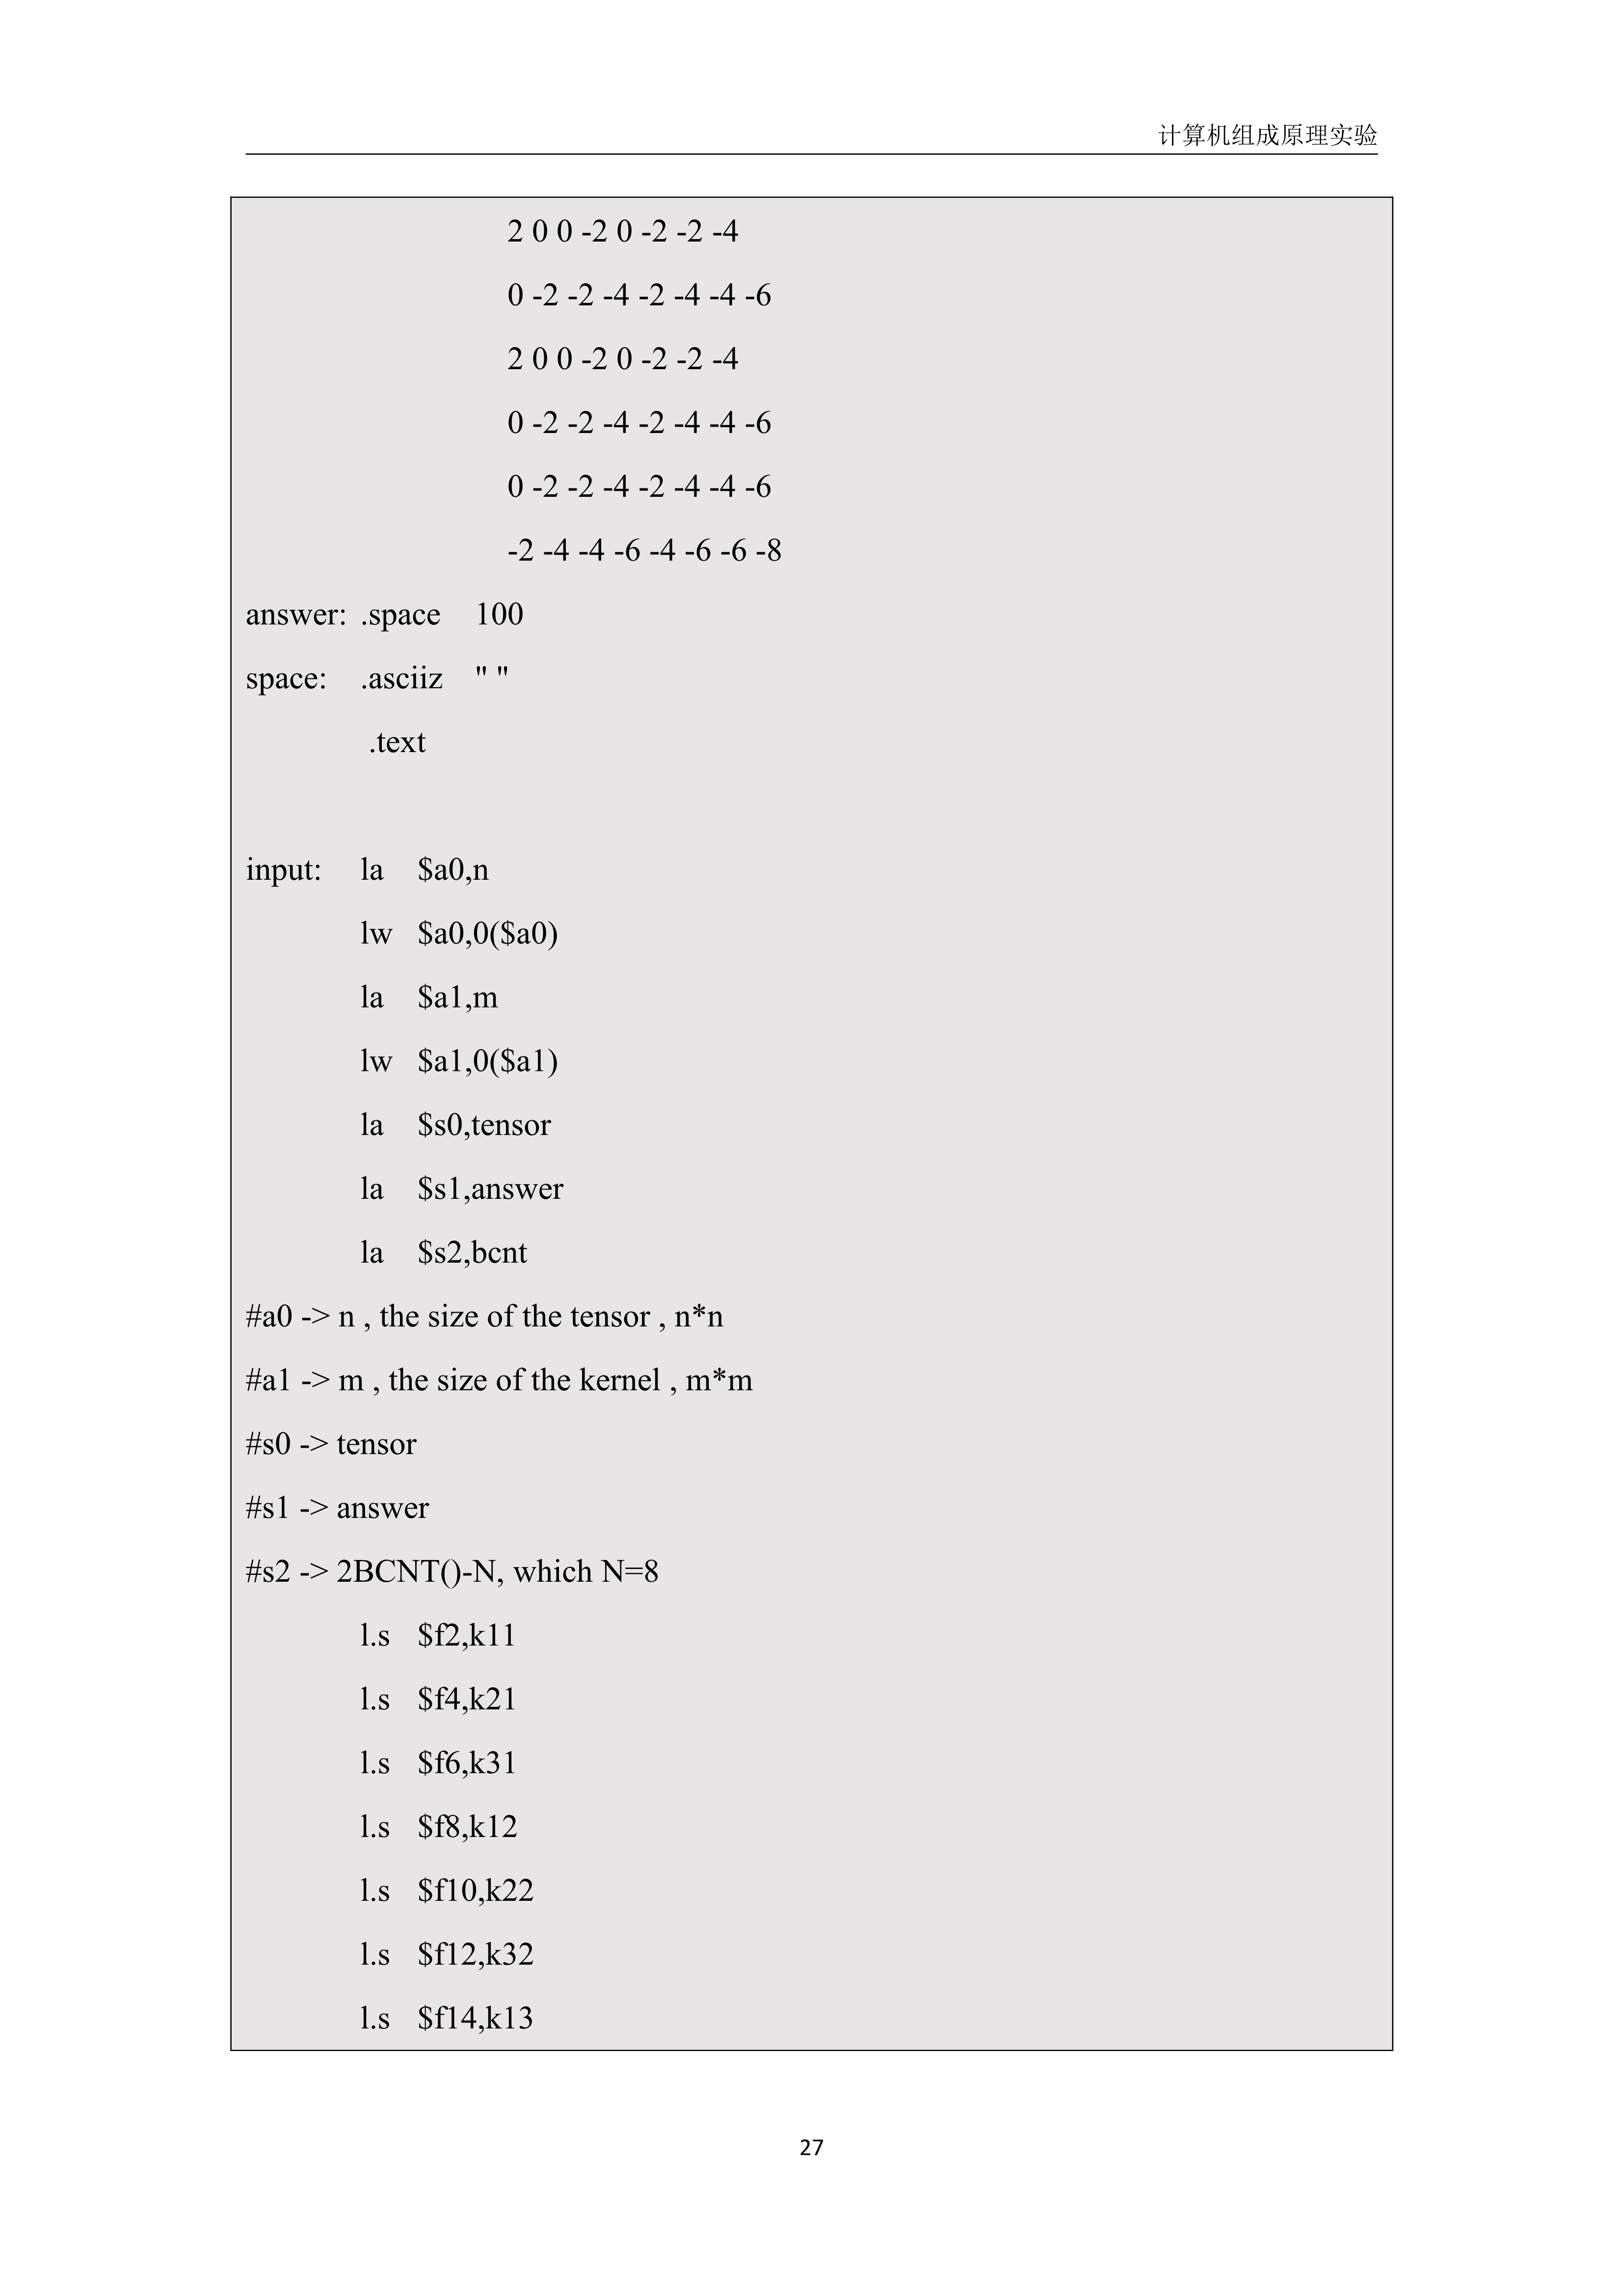 计算机组成原理实验
2 0 0 -2 0 -2 -2 -4
0 -2 -2 -4 -2 -4 -4 -6
2 0 0 -2 0 -2 -2 -4
0 -2 -2 -4 -2 -4 -4 -6
0 -2 -2 -4 -2 -4 -4 -6
-2 -4 -4 -6 -4 -6 -6 -8
answer: .space 100
space: .asciiz " "
.text
input: la $a0,n
lw $a0,0($a0)
la $a1,m
lw $a1,0($a1)
la $s0,tensor
la $s1,answer
la $s2,bcnt
#a0 -> n , the size of the tensor , n*n
#a1 -> m , the size of the kernel , m*m
#s0 -> tensor
#s1 -> answer
#s2 -> 2BCNT()-N, which N=8
l.s $f2,k11
l.s $f4,k21
l.s $f6,k31
l.s $f8,k12
l.s $f10,k22
l.s $f12,k32
l.s $f14,k13
27